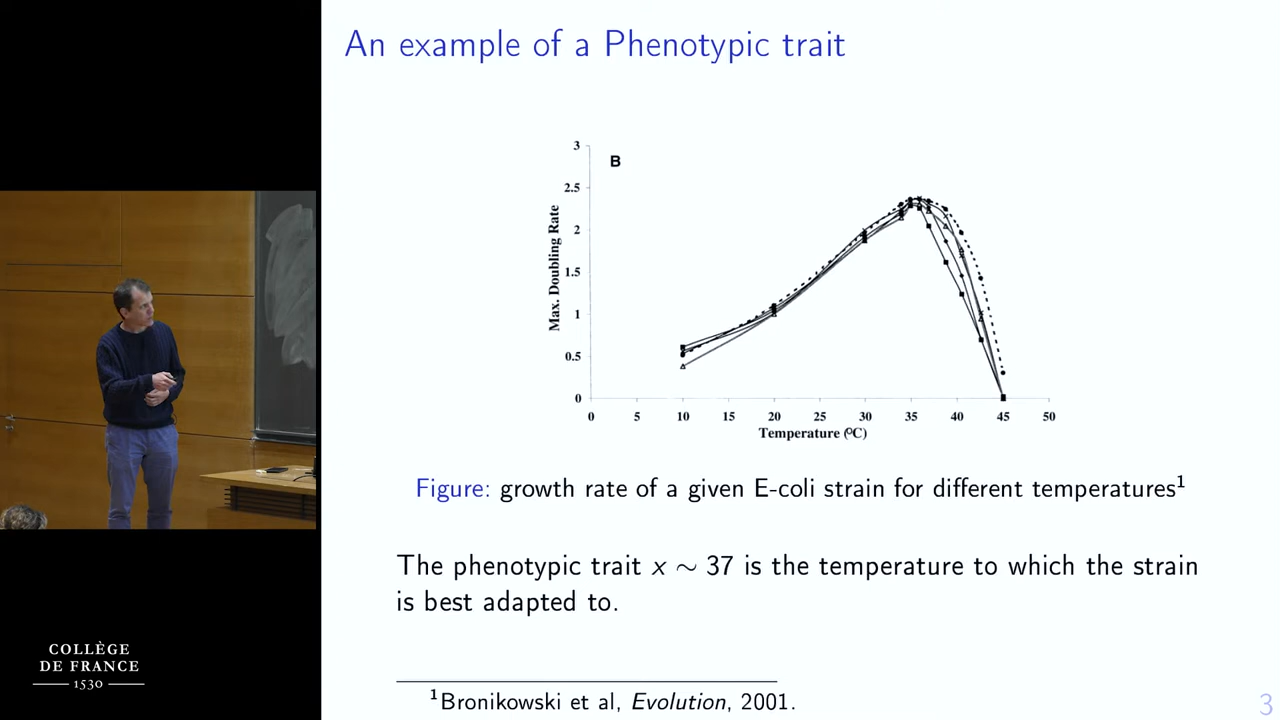 An example of a Phenotypic trait
3
B
2.5
2
1.5
1
0.5
0
Max. Doubling Rate
0 5 10 15 20 25 30 35 40 45 50
Temperature (ºC)
Figure: growth rate of a given E-coli strain for different temperatures¹
The phenotypic trait x ∼ 37 is the temperature to which the strain
is best adapted to.
¹Bronikowski et al, Evolution, 2001.
3
COLLÈGE
DE FRANCE
1530